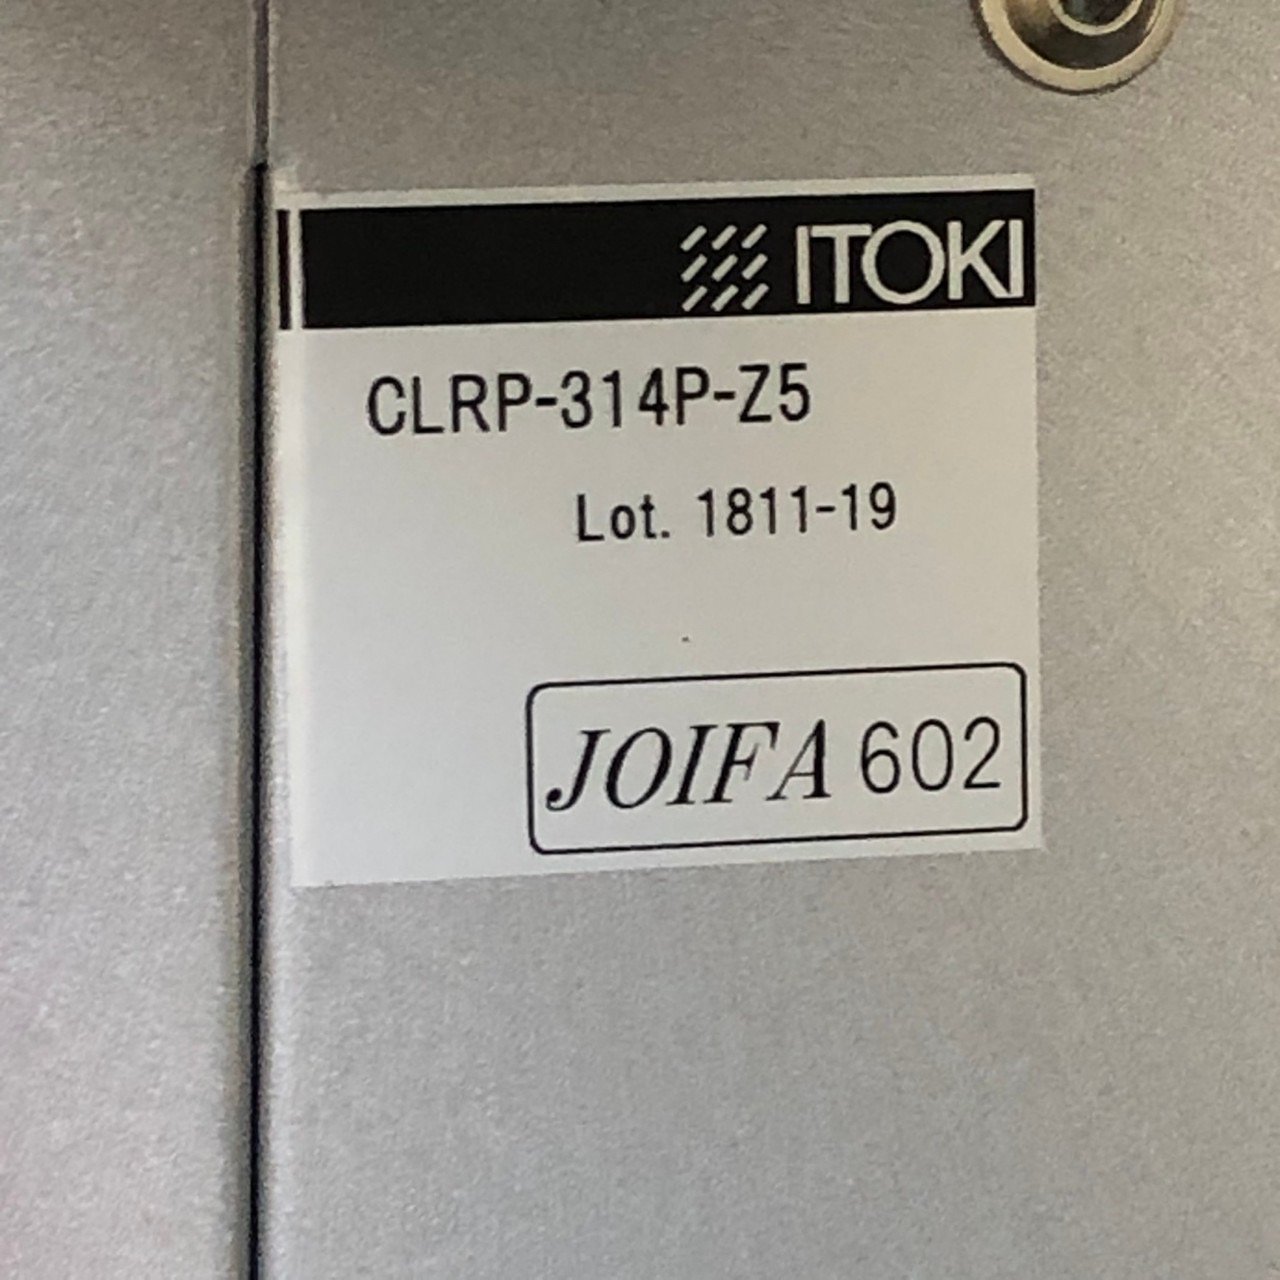 ITOKI
CLRP-314P-Z5
Lot. 1811-19
JOIFA 602